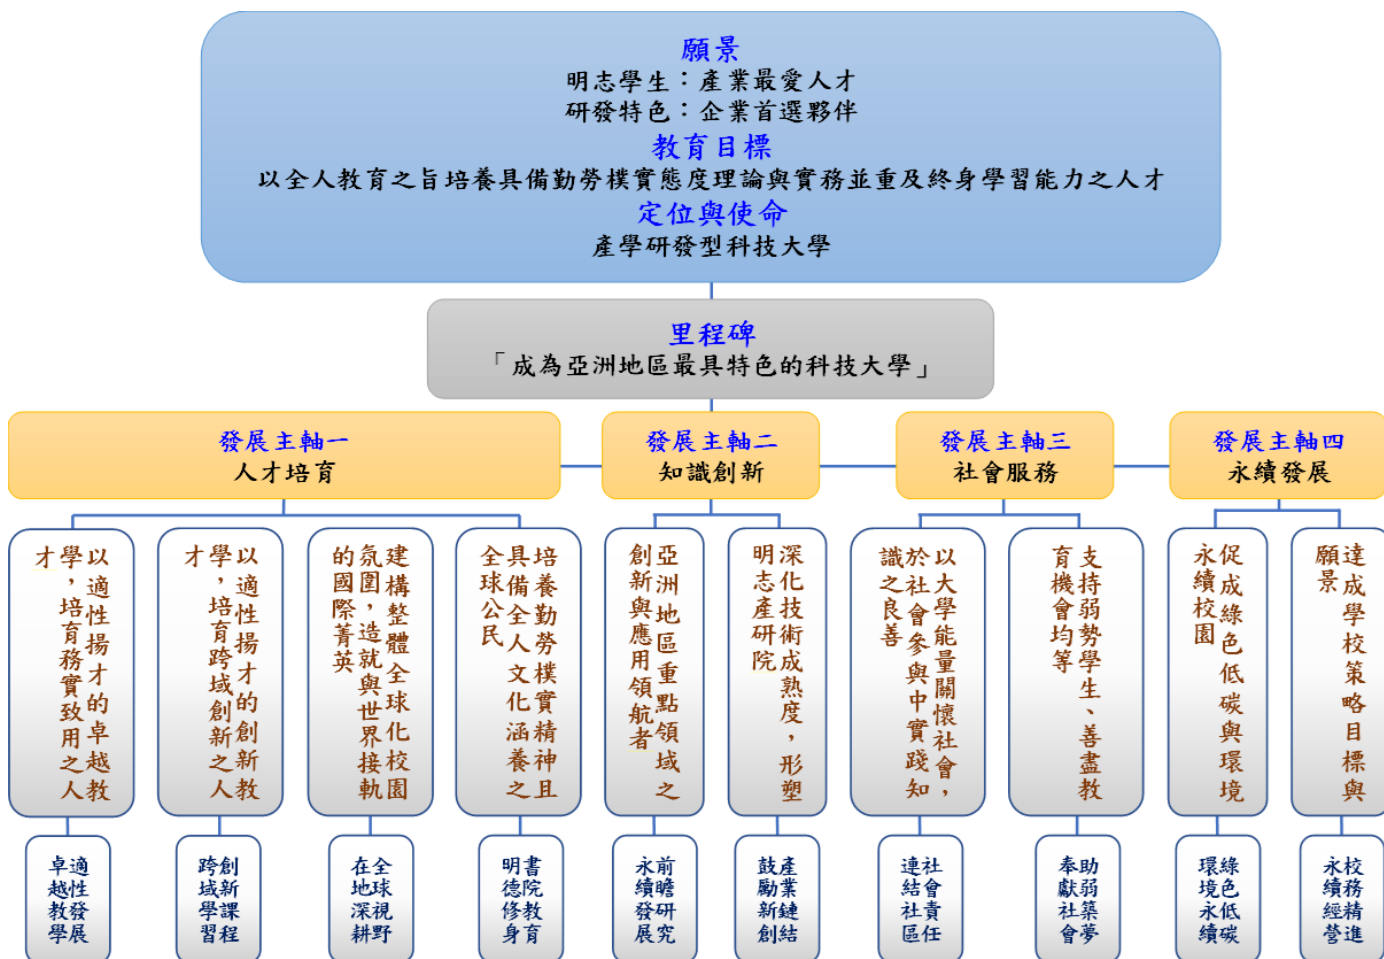 願景
明志學生：產業最愛人才
研發特色：企業首選夥伴
教育目標
以全人教育之旨培養具備勤勞樸實態度理論與實務並重及終身學習能力之人才
定位與使命
產學研發型科技大學
里程碑
「成為亞洲地區最具特色的科技大學」
發展主軸一
人才培育
發展主軸二
知識創新
發展主軸三
社會服務
發展主軸四
永續發展
以適性揚才的卓越教
學，培育務實致用之人
才
以適性揚才的創新教
學，培育跨域創新之人
才
建構整體全球化校園
氛圍，造就與世界接軌
的國際菁英
培養勤勞樸實精神且
具備全人文化涵養之
全球公民
亞洲地區重點領域之
創新與應用領航者
深化技術成熟度，形塑
明志產研院
以大學能量關懷社會，
於社會參與中實踐知
識之良善
支持弱勢學生、善盡教
育機會均等
促成綠色低碳與環境
永續校園
達成學校策略目標與
願景
適性發展
卓越教學
創新課程
跨域學習
全球視野
在地深耕
書院教育
明德修身
前瞻研究
永續發展
產業鏈結
鼓勵新創
社會責任
連結社區
助弱築夢
奉獻社會
綠色低碳
環境永續
校務精進
永續經營